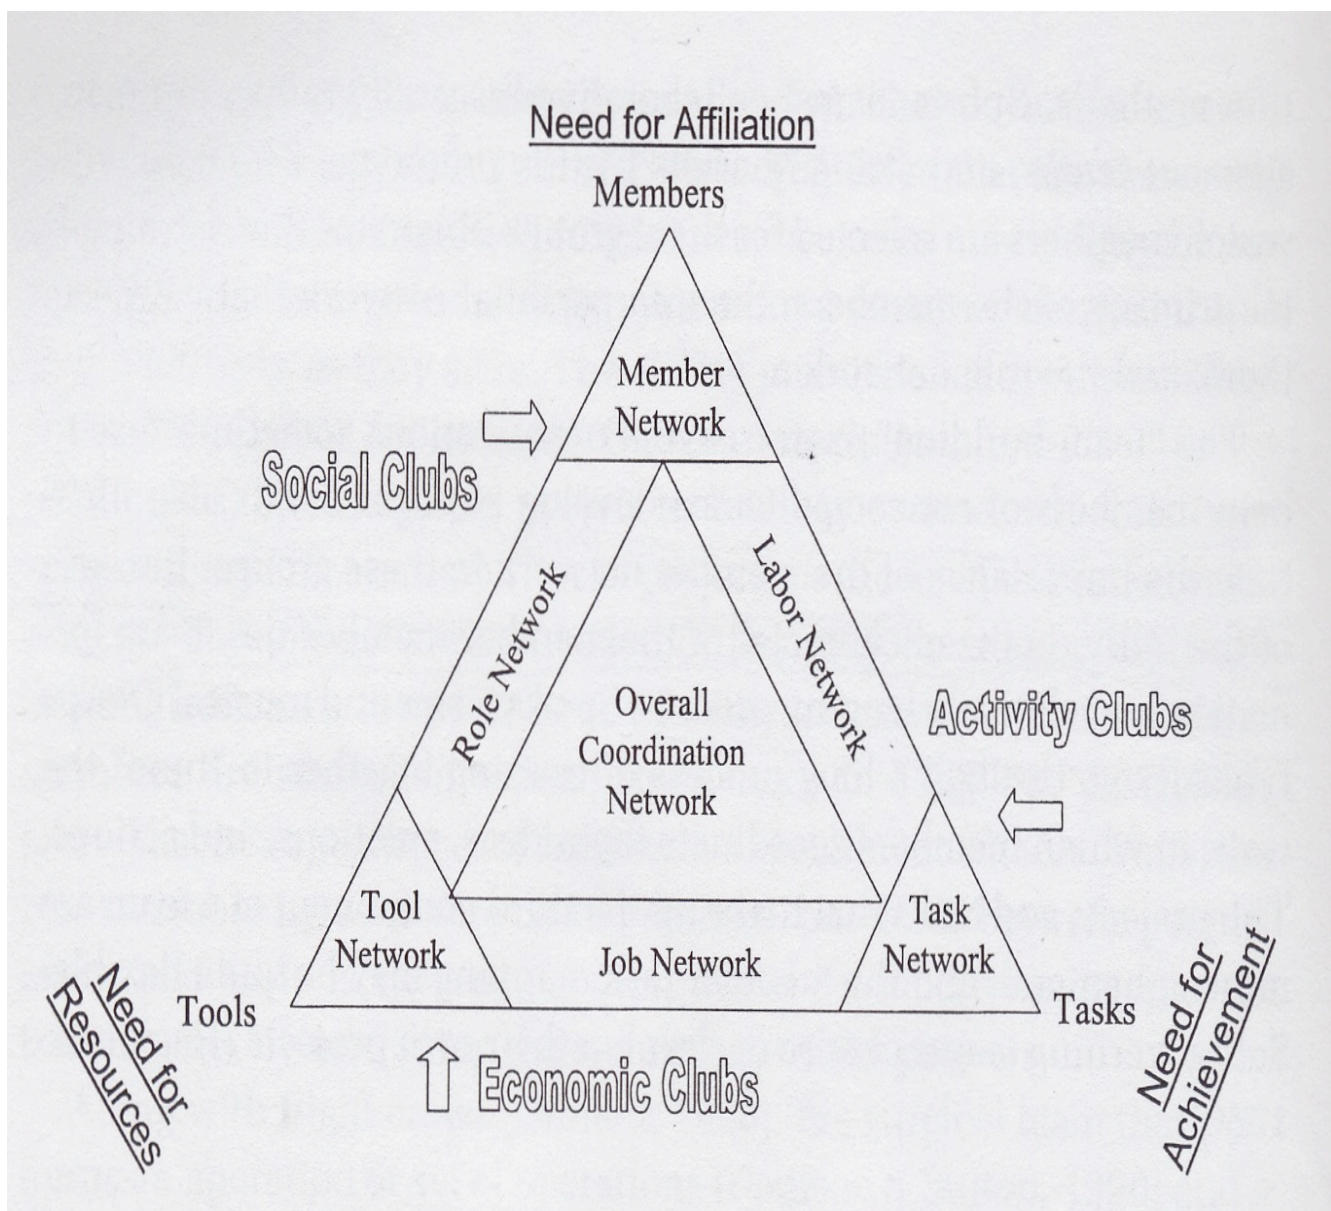 Need for Affiliation
Members
Member
Network
Social Clubs
Role Network
Labor Network
Overall
Coordination
Network
Activity Clubs
Tool
Network
Job Network
Task
Network
Tools
Tasks
Need for
Resources
Need for
Achievement
Economic Clubs